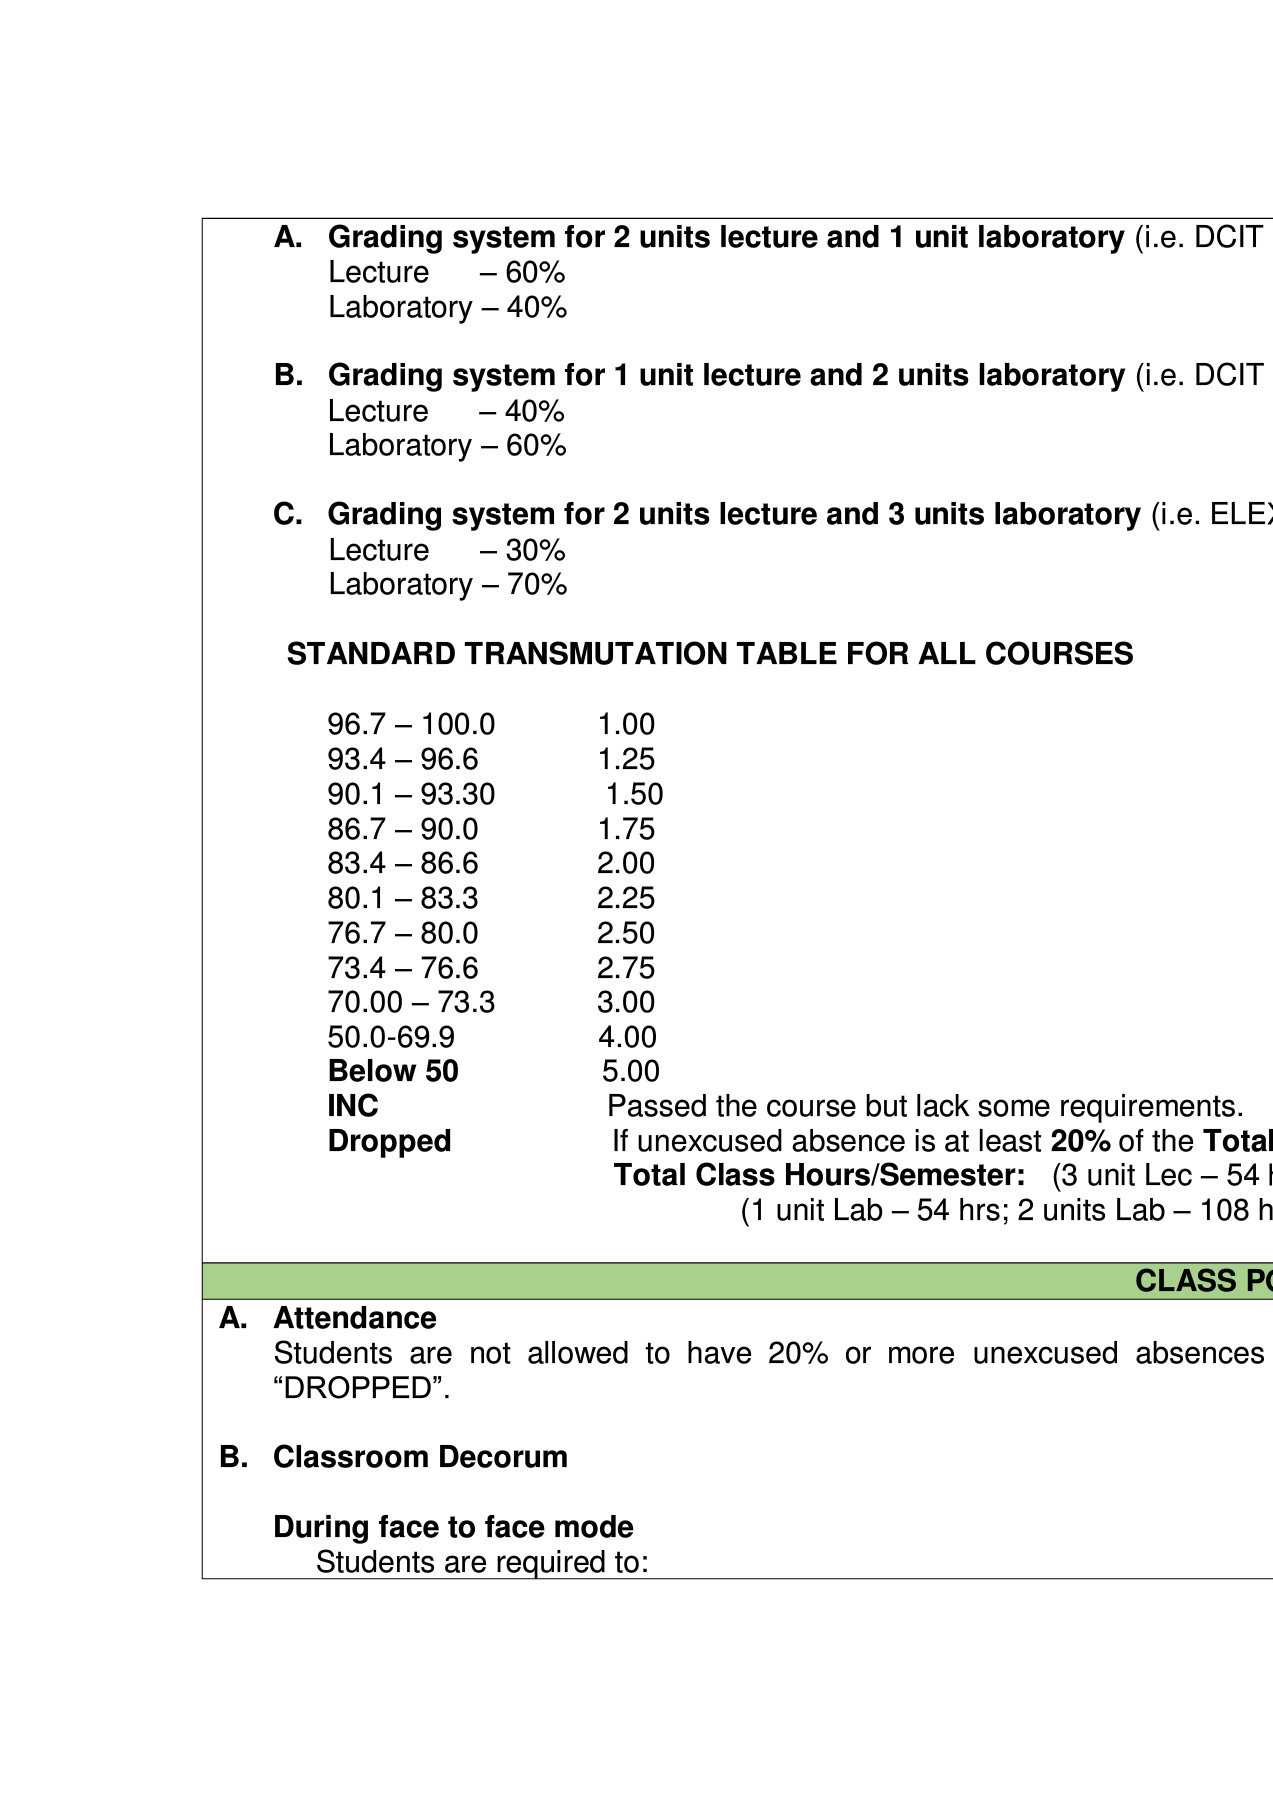 A. Grading system for 2 units lecture and 1 unit laboratory (i.e. DCIT
Lecture – 60%
Laboratory – 40%
B. Grading system for 1 unit lecture and 2 units laboratory (i.e. DCIT
Lecture – 40%
Laboratory – 60%
C. Grading system for 2 units lecture and 3 units laboratory (i.e. ELEX
Lecture – 30%
Laboratory – 70%
STANDARD TRANSMUTATION TABLE FOR ALL COURSES
96.7 – 100.0 1.00
93.4 – 96.6 1.25
90.1 – 93.30 1.50
86.7 – 90.0 1.75
83.4 – 86.6 2.00
80.1 – 83.3 2.25
76.7 – 80.0 2.50
73.4 – 76.6 2.75
70.00 – 73.3 3.00
50.0-69.9 4.00
Below 50 5.00
INC Passed the course but lack some requirements.
Dropped If unexcused absence is at least 20% of the Total
Total Class Hours/Semester: (3 unit Lec – 54
(1 unit Lab – 54 hrs; 2 units Lab – 108
CLASS
A. Attendance
Students are not allowed to have 20% or more unexcused absences
“DROPPED”.
B. Classroom Decorum
During face to face mode
Students are required to: